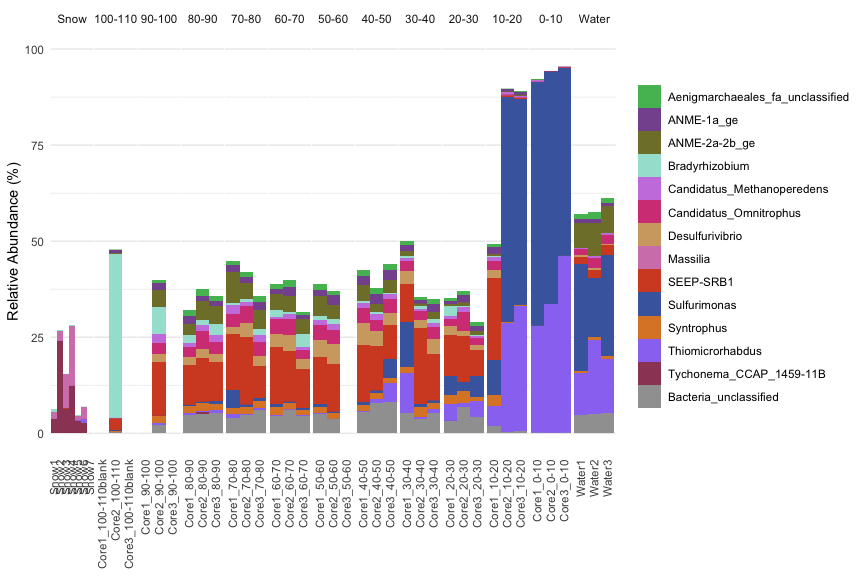 Snow 100-110 90-100 80-90 70-80 60-70 50-60 40-50 30-40 20-30 10-20 0-10 Water
100
75
50
25
0
Relative Abundance (%)
Aenigmarchaeales_fa_unclassified
ANME-1a_ge
ANME-2a-2b_ge
Bradyrhizobium
Candidatus_Methanoperedens
Candidatus_Omnitrophus
Desulfurivibrio
Massilia
SEEP-SRB1
Sulfurimonas
Syntrophus
Thiomicrorhabdus
Tychonema_CCAP_1459-11B
Bacteria_unclassified
Snow1
Snow2
Snow3
Snow4
Snow5
Snow6
Snow7
Core1_100-110blank
Core2_100-110
Core3_100-110blank
Core1_90-100
Core2_90-100
Core3_90-100
Core1_80-90
Core2_80-90
Core3_80-90
Core1_70-80
Core2_70-80
Core3_70-80
Core1_60-70
Core2_60-70
Core3_60-70
Core1_50-60
Core2_50-60
Core3_50-60
Core1_40-50
Core2_40-50
Core3_40-50
Core1_30-40
Core2_30-40
Core3_30-40
Core1_20-30
Core2_20-30
Core3_20-30
Core1_10-20
Core2_10-20
Core3_10-20
Core1_0-10
Core2_0-10
Core3_0-10
Water1
Water2
Water3